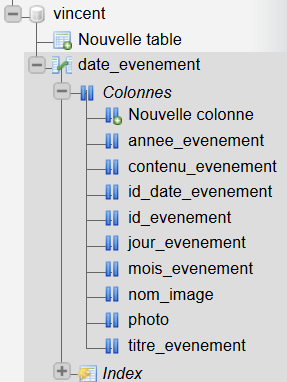 vincent
Nouvelle table
date_evenement
Colonnes
Nouvelle colonne
annee_evenement
contenu_evenement
id_date_evenement
id_evenement
jour_evenement
mois_evenement
nom_image
photo
titre_evenement
Index